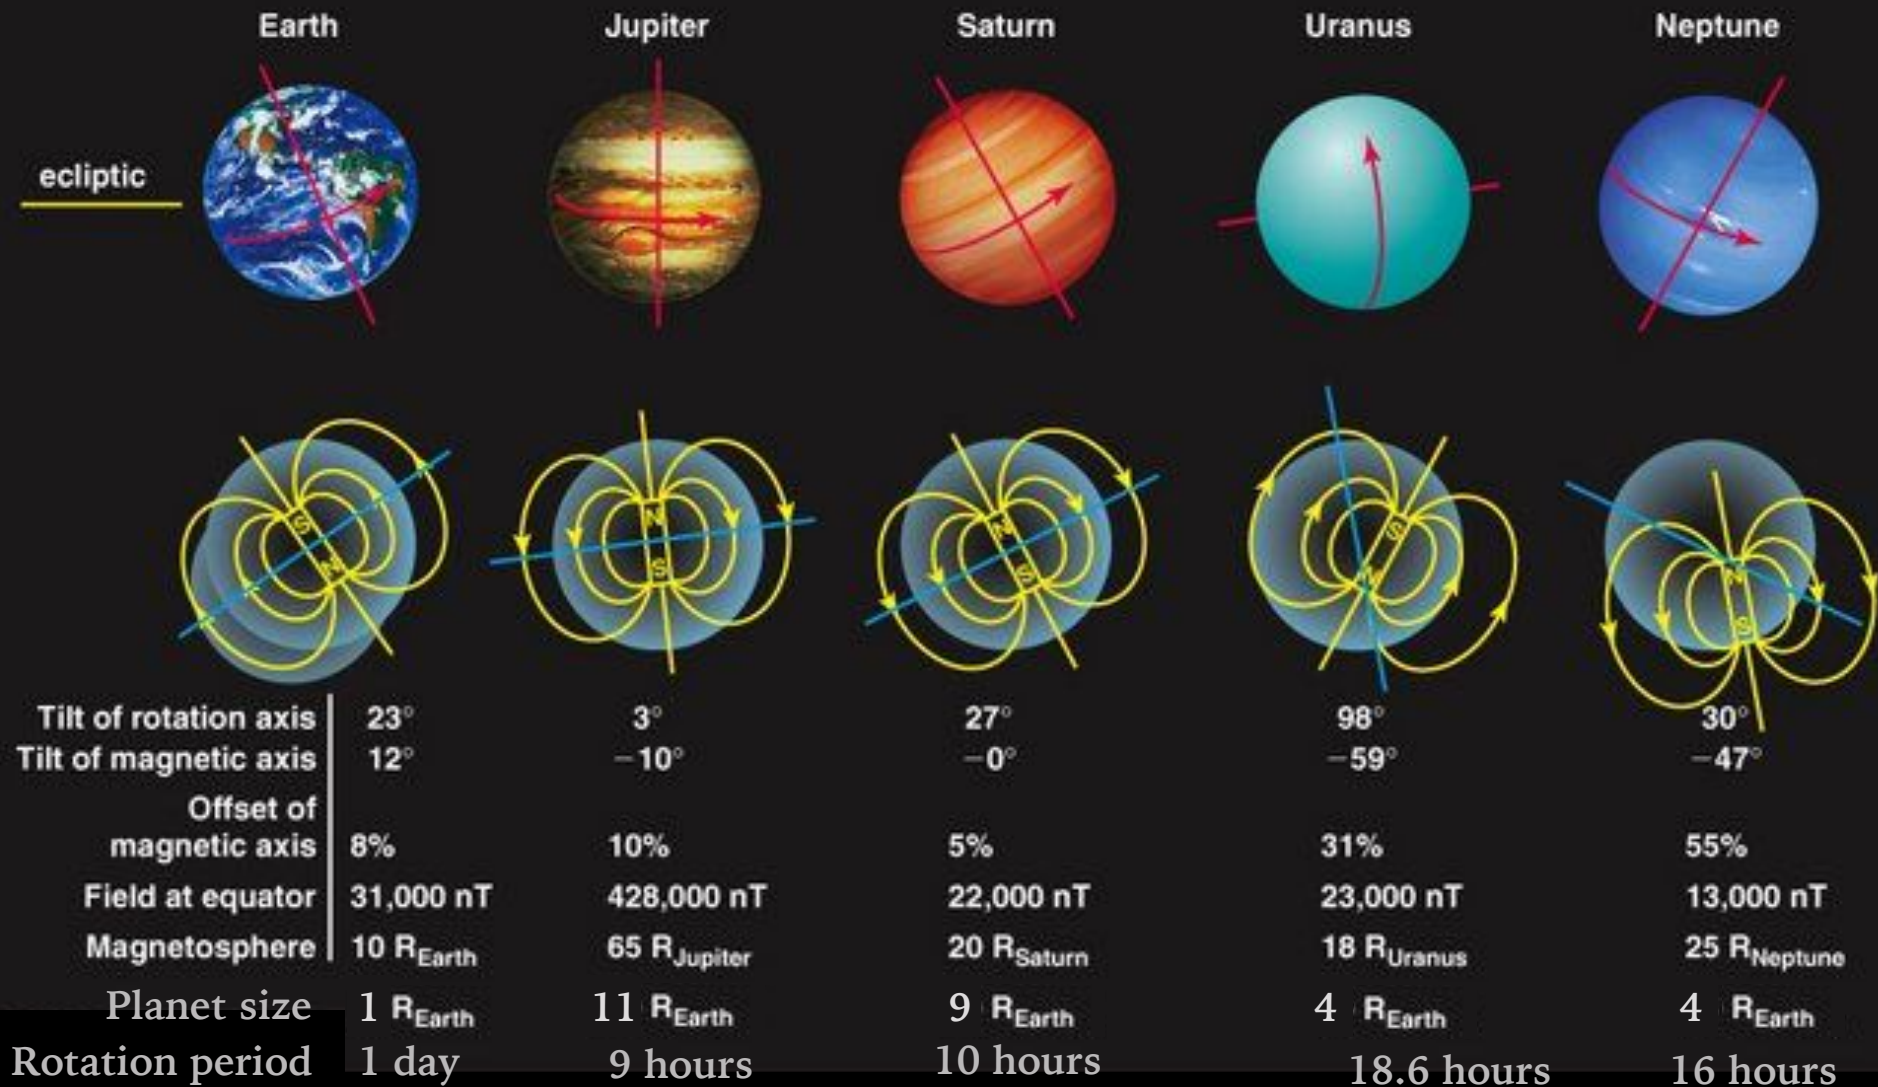 Earth Jupiter Saturn Uranus Neptune
ecliptic
S N S N N
N S S N S
Tilt of rotation axis 23° 3° 27° 98° 30°
Tilt of magnetic axis 12° −10° −0° −59° −47°
Offset of
magnetic axis 8% 10% 5% 31% 55%
Field at equator 31,000 nT 428,000 nT 22,000 nT 23,000 nT 13,000 nT
Magnetosphere 10 REarth 65 RJupiter 20 RSaturn 18 RUranus 25 RNeptune
Planet size 1 REarth 11 REarth 9 REarth 4 REarth 4 REarth
Rotation period 1 day 9 hours 10 hours 18.6 hours 16 hours